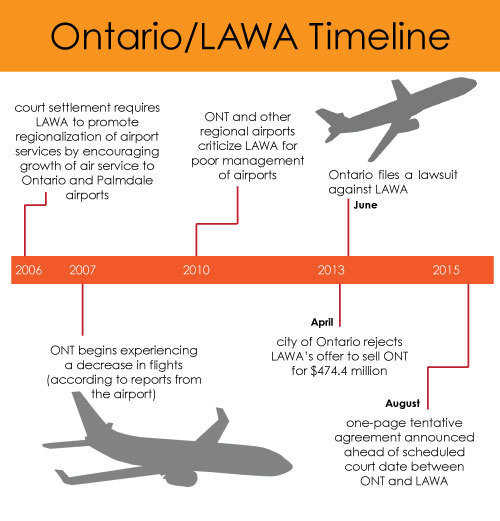 Ontario/LAWA Timeline
court settlement requires
LAWA to promote
regionalization of airport
services by encouraging
growth of air service to
Ontario and Palmdale
airports
ONT and other
regional airports
criticize LAWA for
poor management
of airports
Ontario files a lawsuit
against LAWA
June
2006
2007
2010
2013
2015
ONT begins experiencing
a decrease in flights
(according to reports from
the airport)
April
city of Ontario rejects
LAWA's offer to sell ONT
for $474.4 million
August
one-page tentative
agreement announced
ahead of scheduled
court date between
ONT and LAWA